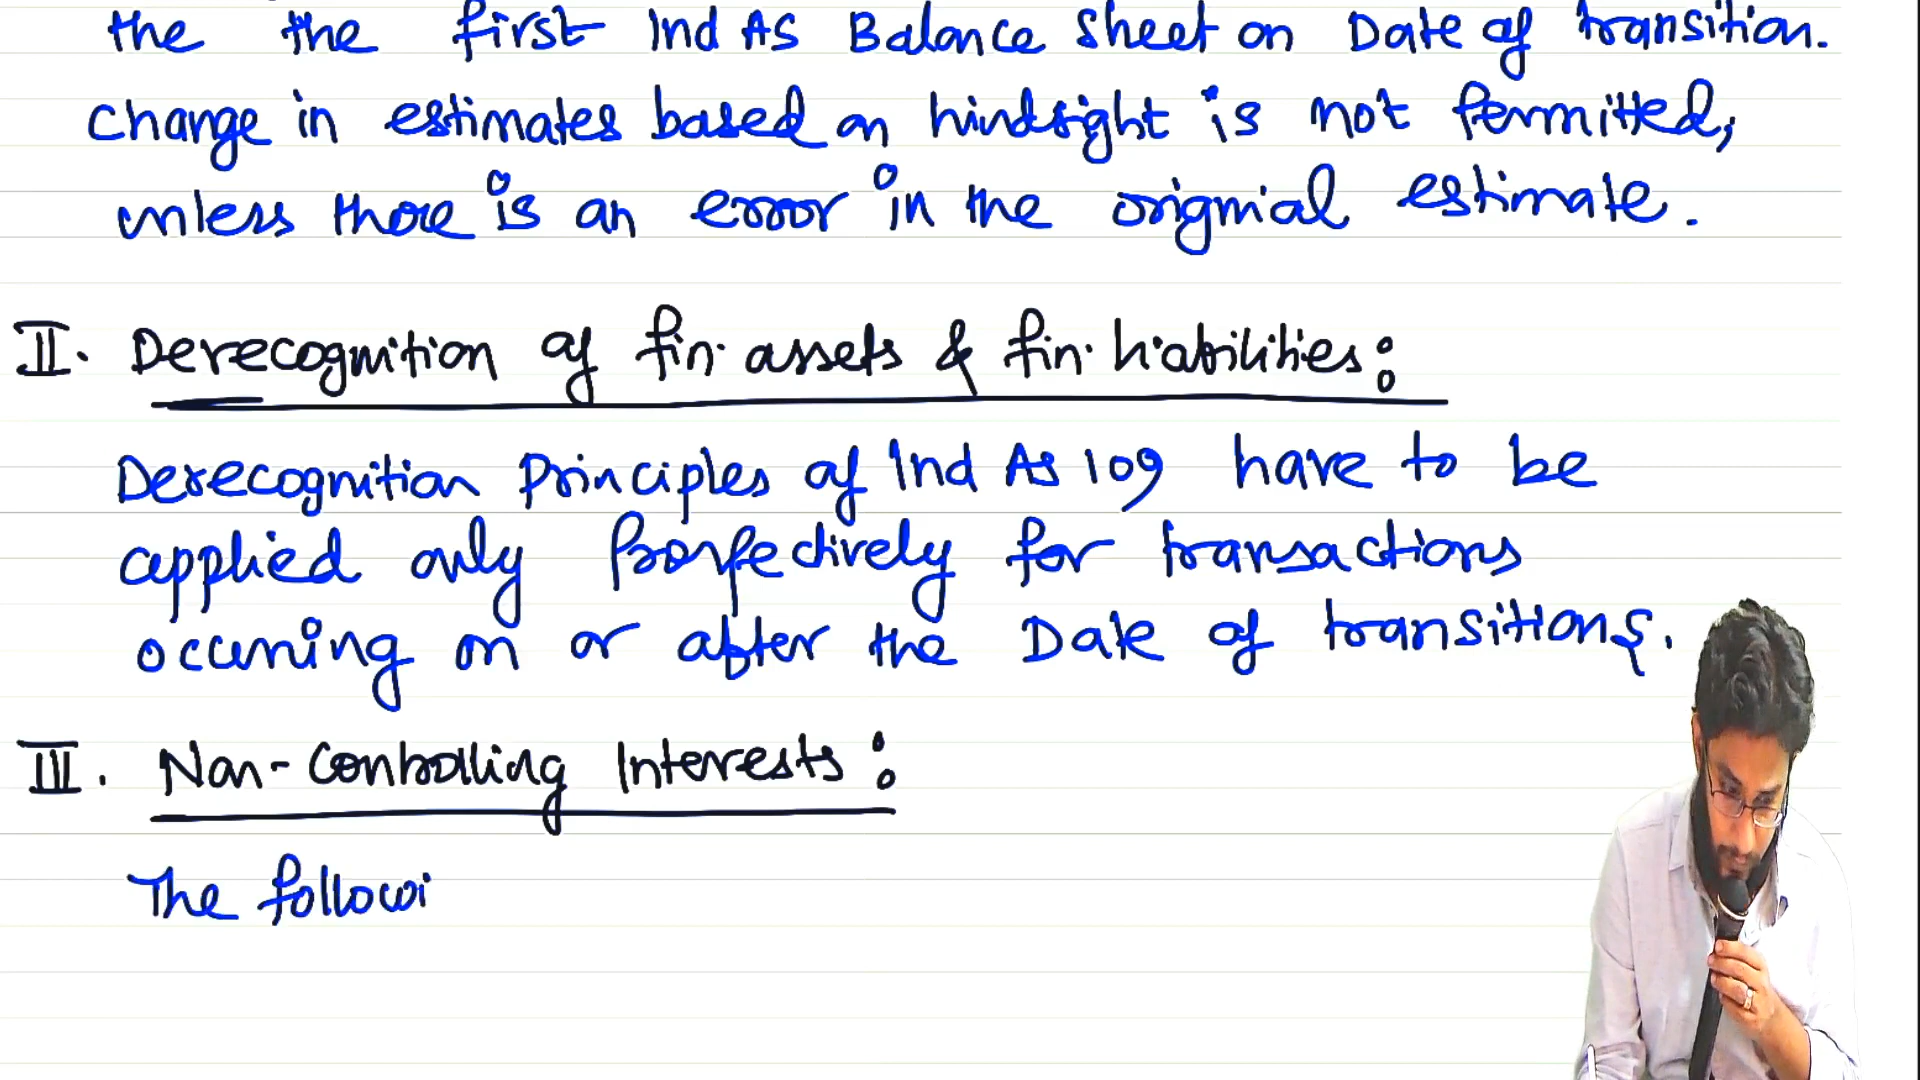 the the first Ind AS Balance Sheet on Date of transition.
Change in estimates based on hindsight is not permitted,
unless there is an error in the origmial estimate.
II. Derecognition of fin. assets & fin. liabilities:
Derecognition principles of Ind AS 109 have to be
applied only prospectively for transactions
occurring on or after the Date of transitions.
III. Non-Controlling Interests:
The followi